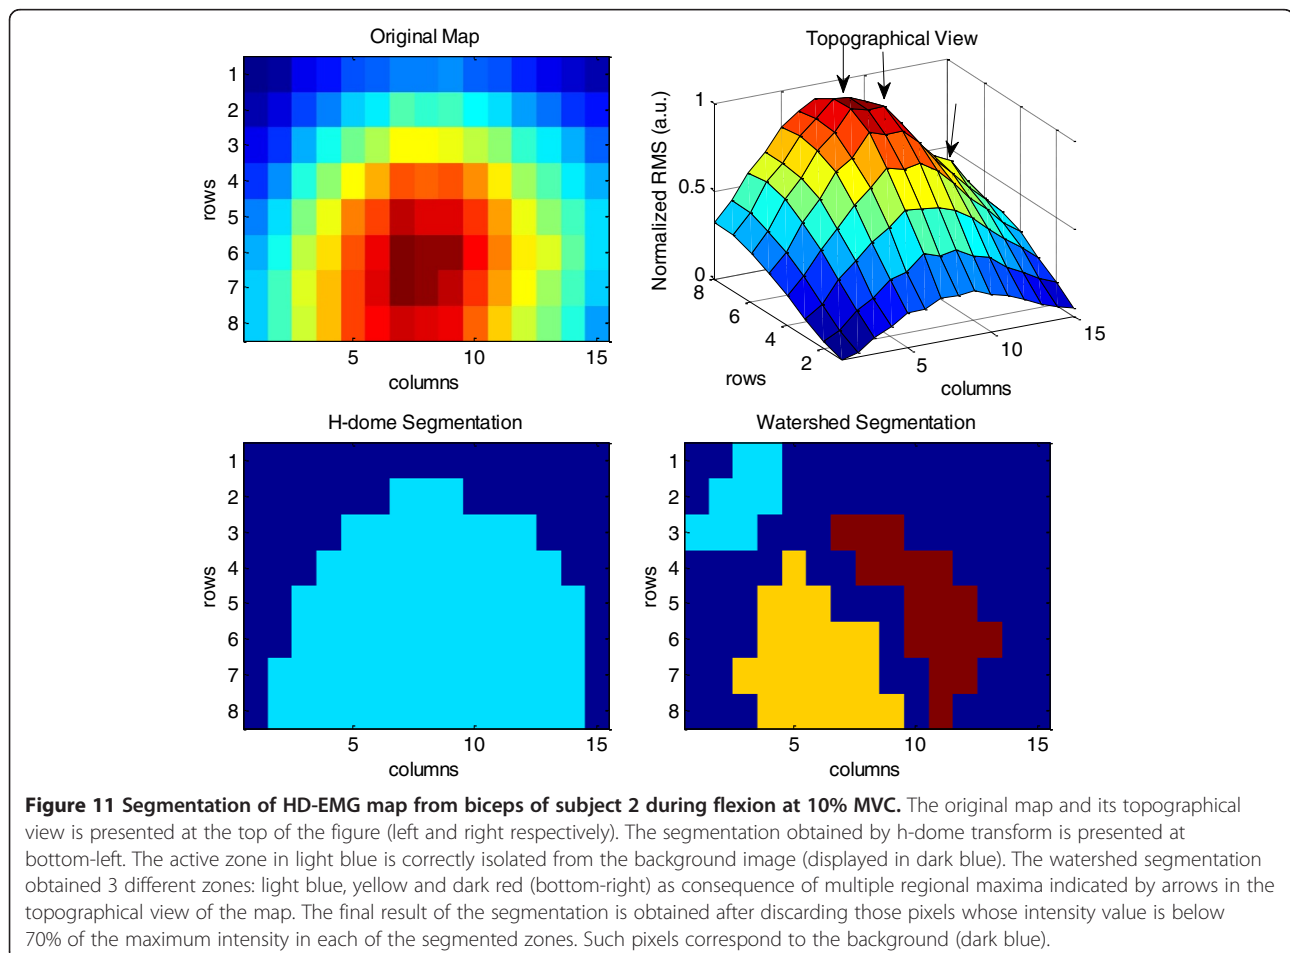 Original Map
1
2
3
4
5
6
7
8
rows
5
10
15
columns
Topographical View
Normalized RMS (a.u.)
1
0.5
0
8
6
4
2
rows
5
10
15
columns
H-dome Segmentation
1
2
3
4
5
6
7
8
rows
5
10
15
columns
Watershed Segmentation
1
2
3
4
5
6
7
8
rows
5
10
15
columns
Figure 11 Segmentation of HD-EMG map from biceps of subject 2 during flexion at 10% MVC. The original map and its topographical
view is presented at the top of the figure (left and right respectively). The segmentation obtained by h-dome transform is presented at
bottom-left. The active zone in light blue is correctly isolated from the background image (displayed in dark blue). The watershed segmentation
obtained 3 different zones: light blue, yellow and dark red (bottom-right) as consequence of multiple regional maxima indicated by arrows in the
topographical view of the map. The final result of the segmentation is obtained after discarding those pixels whose intensity value is below
70% of the maximum intensity in each of the segmented zones. Such pixels correspond to the background (dark blue).